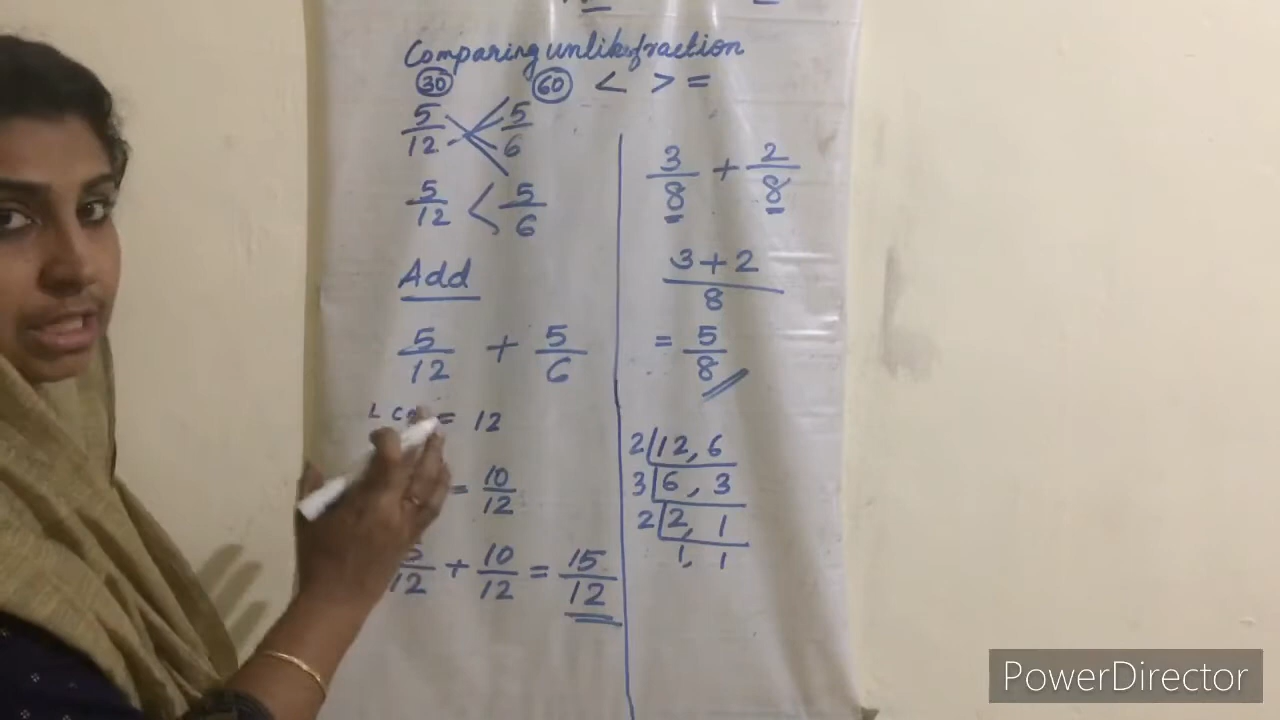 Comparing unlike fraction
30 60 < > =
5/12 5/6
5/12 < 5/6
Add
5/12 + 5/6
= 12
= 10/12
5/12 + 10/12 = 15/12
3/8 + 2/8
3+2/8
= 5/8
2 | 12, 6
3 | 6, 3
2 | 2, 1
1, 1
PowerDirector